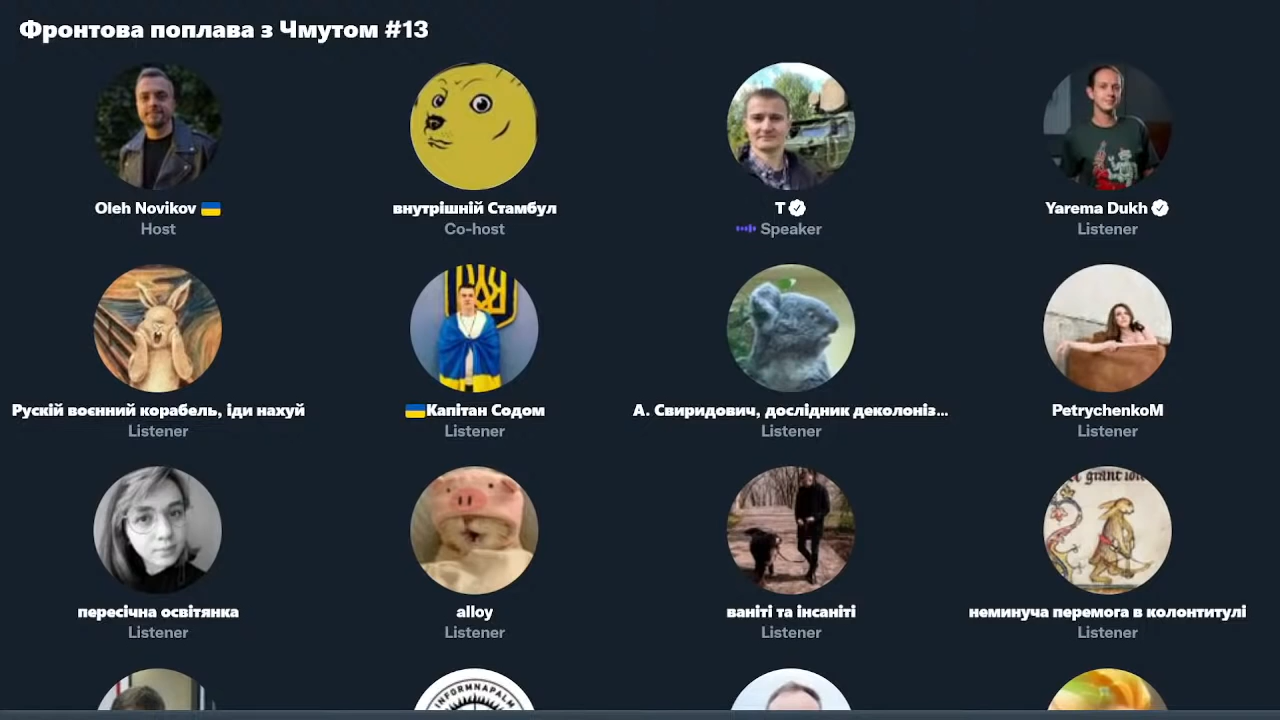 Фронтова поплава з Чмутом #13
Oleh Novikov
Host
внутрішній Стамбул
Co-host
T
Speaker
Yarema Dukh
Listener
Рускій воєнний корабель, іди нахуй
Listener
Капітан Содом
Listener
А. Свиридович, дослідник деколоніз...
Listener
PetrychenkoM
Listener
пересічна освітянка
Listener
alloy
Listener
ваніті та інсаніті
Listener
неминуча перемога в колонтитулі
Listener
INFORMNAPALM